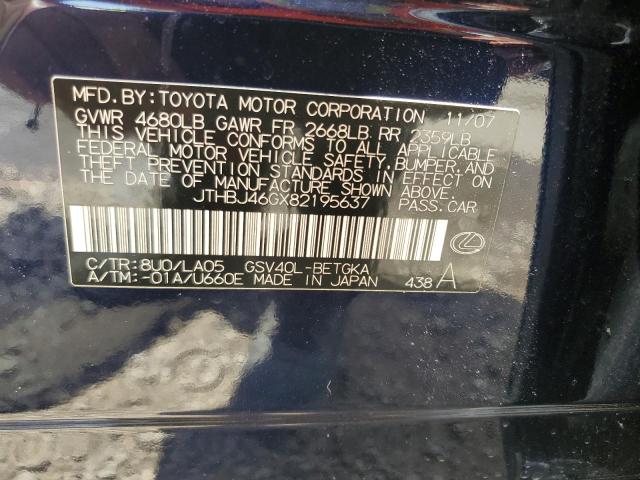 MFD. BY: TOYOTA MOTOR CORPORATION 11/07
GVWR 4680LB GAWR FR 2668LB RR 2359LB
THIS VEHICLE CONFORMS TO ALL APPLICABLE
FEDERAL MOTOR VEHICLE SAFETY, BUMPER, AND
THEFT PREVENTION STANDARDS IN EFFECT ON
THE DATE OF MANUFACTURE SHOWN ABOVE.
JTHBJ46GX82195637 PASS. CAR
C/TR: 8U0/LA05 GSV40L-BETGKA
A/TM: -01A/U660E MADE IN JAPAN 438 A